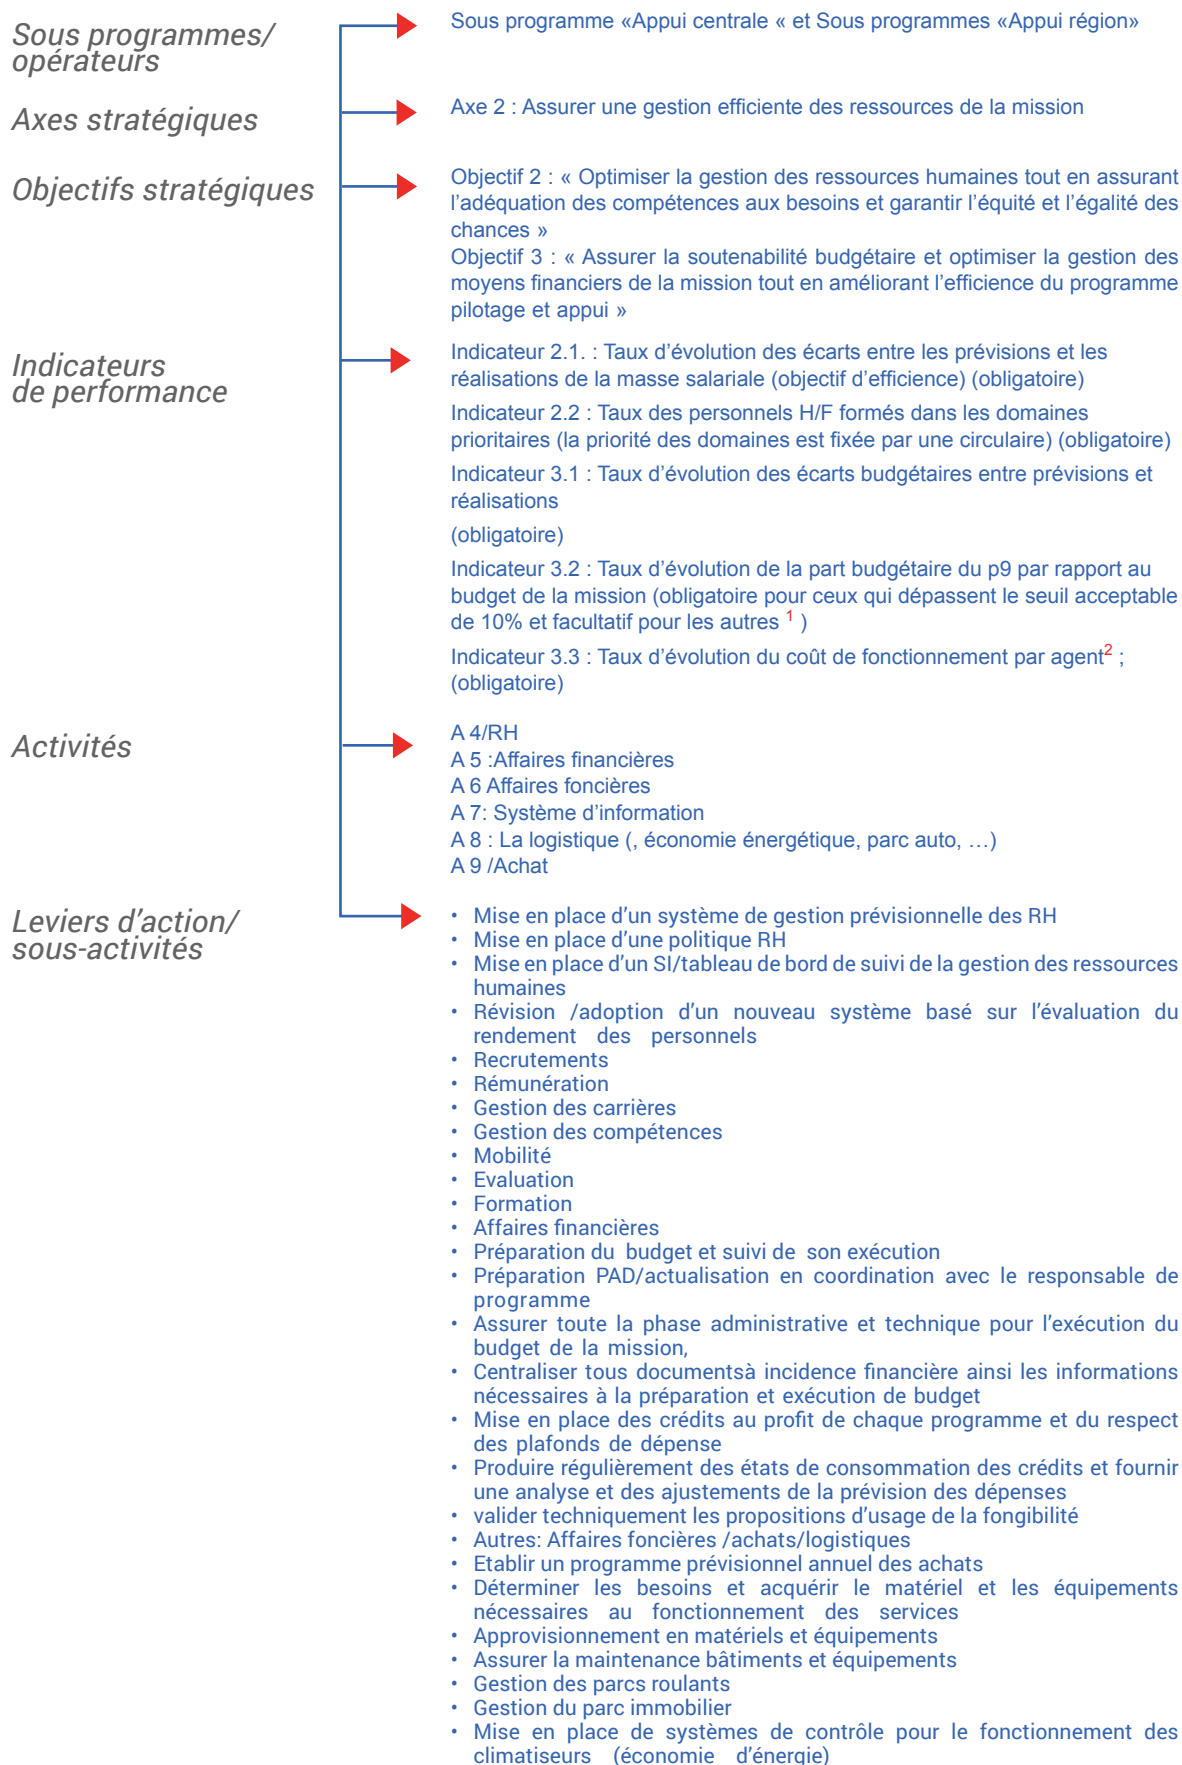 Sous programmes/
opérateurs
Sous programme «Appui centrale « et Sous programmes «Appui région»
Axes stratégiques
Axe 2 : Assurer une gestion efficiente des ressources de la mission
Objectifs stratégiques
Objectif 2 : « Optimiser la gestion des ressources humaines tout en assurant
l’adéquation des compétences aux besoins et garantir l’équité et l’égalité des
chances »
Objectif 3 : « Assurer la soutenabilité budgétaire et optimiser la gestion des
moyens financiers de la mission tout en améliorant l’efficience du programme
pilotage et appui »
Indicateurs
de performance
Indicateur 2.1. : Taux d’évolution des écarts entre les prévisions et les
réalisations de la masse salariale (objectif d’efficience) (obligatoire)
Indicateur 2.2 : Taux des personnels H/F formés dans les domaines
prioritaires (la priorité des domaines est fixée par une circulaire) (obligatoire)
Indicateur 3.1 : Taux d’évolution des écarts budgétaires entre prévisions et
réalisations
(obligatoire)
Indicateur 3.2 : Taux d’évolution de la part budgétaire du p9 par rapport au
budget de la mission (obligatoire pour ceux qui dépassent le seuil acceptable
de 10% et facultatif pour les autres 1 )
Indicateur 3.3 : Taux d’évolution du coût de fonctionnement par agent2 ;
(obligatoire)
Activités
A 4/RH
A 5 :Affaires financières
A 6 Affaires foncières
A 7: Système d’information
A 8 : La logistique (, économie énergétique, parc auto, …)
A 9 /Achat
Leviers d’action/
sous-activités
• Mise en place d’un système de gestion prévisionnelle des RH
• Mise en place d’une politique RH
• Mise en place d’un SI/tableau de bord de suivi de la gestion des ressources
humaines
• Révision /adoption d’un nouveau système basé sur l’évaluation du
rendement des personnels
• Recrutements
• Rémunération
• Gestion des carrières
• Gestion des compétences
• Mobilité
• Evaluation
• Formation
• Affaires financières
• Préparation du budget et suivi de son exécution
• Préparation PAD/actualisation en coordination avec le responsable de
programme
• Assurer toute la phase administrative et technique pour l’exécution du
budget de la mission,
• Centraliser tous documentsà incidence financière ainsi les informations
nécessaires à la préparation et exécution de budget
• Mise en place des crédits au profit de chaque programme et du respect
des plafonds de dépense
• Produire régulièrement des états de consommation des crédits et fournir
une analyse et des ajustements de la prévision des dépenses
• valider techniquement les propositions d’usage de la fongibilité
• Autres: Affaires foncières /achats/logistiques
• Etablir un programme prévisionnel annuel des achats
• Déterminer les besoins et acquérir le matériel et les équipements
nécessaires au fonctionnement des services
• Approvisionnement en matériels et équipements
• Assurer la maintenance bâtiments et équipements
• Gestion des parcs roulants
• Gestion du parc immobilier
• Mise en place de systèmes de contrôle pour le fonctionnement des
climatiseurs (économie d’énergie)